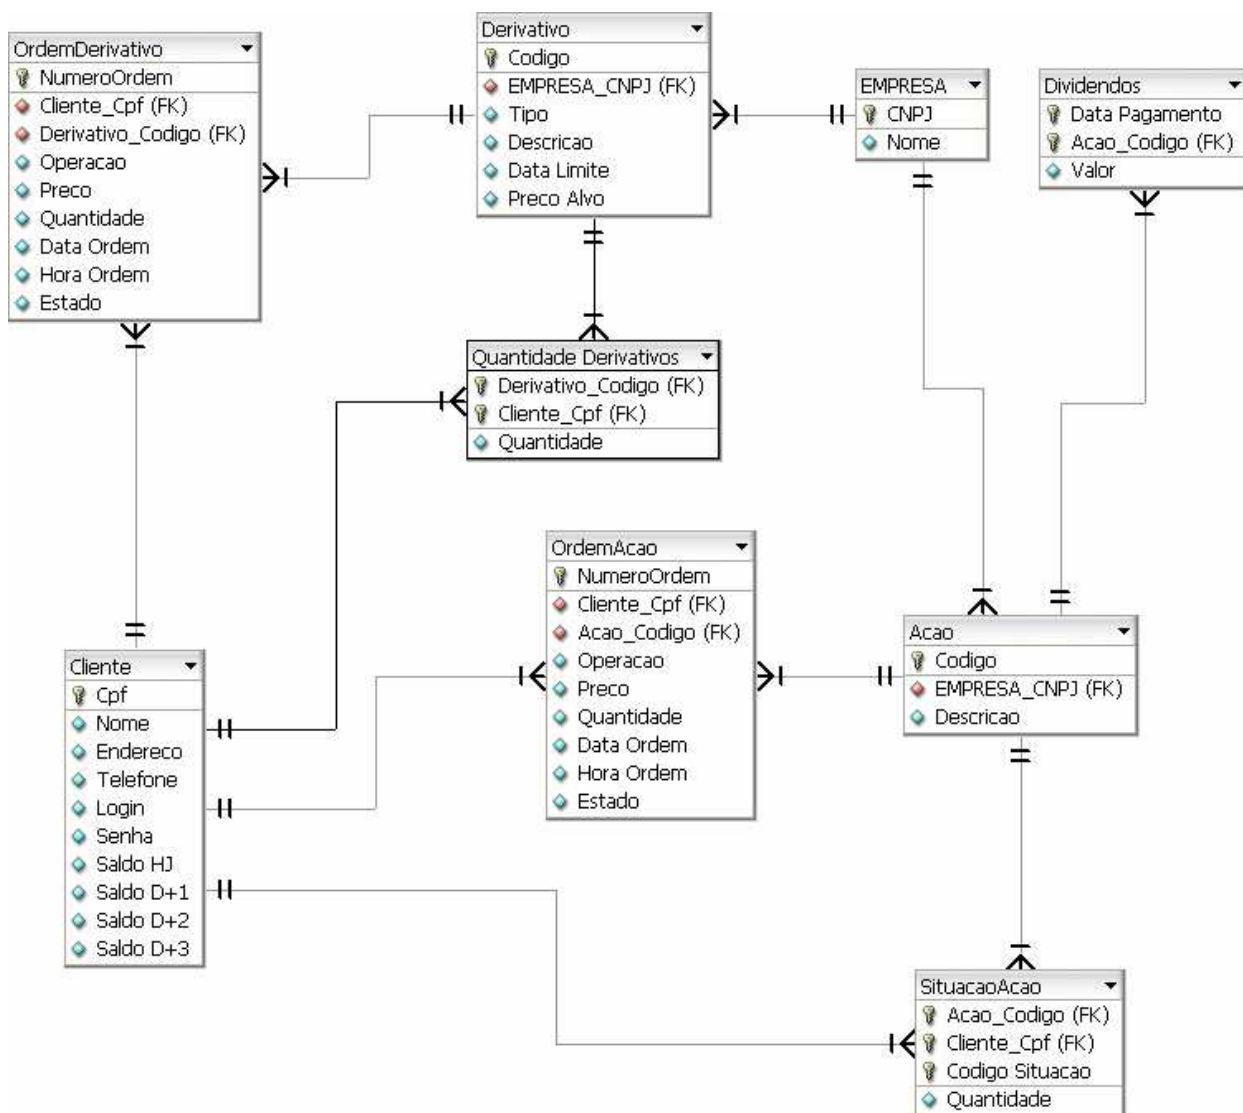 OrdemDerivativo
NumeroOrdem
Cliente_Cpf (FK)
Derivativo_Codigo (FK)
Operacao
Preco
Quantidade
Data Ordem
Hora Ordem
Estado
Derivativo
Codigo
EMPRESA_CNPJ (FK)
Tipo
Descricao
Data Limite
Preco Alvo
EMPRESA
CNPJ
Nome
Dividendos
Data Pagamento
Acao_Codigo (FK)
Valor
Quantidade Derivativos
Derivativo_Codigo (FK)
Cliente_Cpf (FK)
Quantidade
OrdemAcao
NumeroOrdem
Cliente_Cpf (FK)
Acao_Codigo (FK)
Operacao
Preco
Quantidade
Data Ordem
Hora Ordem
Estado
Acao
Codigo
EMPRESA_CNPJ (FK)
Descricao
Cliente
Cpf
Nome
Endereco
Telefone
Login
Senha
Saldo HJ
Saldo D+1
Saldo D+2
Saldo D+3
SituacaoAcao
Acao_Codigo (FK)
Cliente_Cpf (FK)
Codigo Situacao
Quantidade